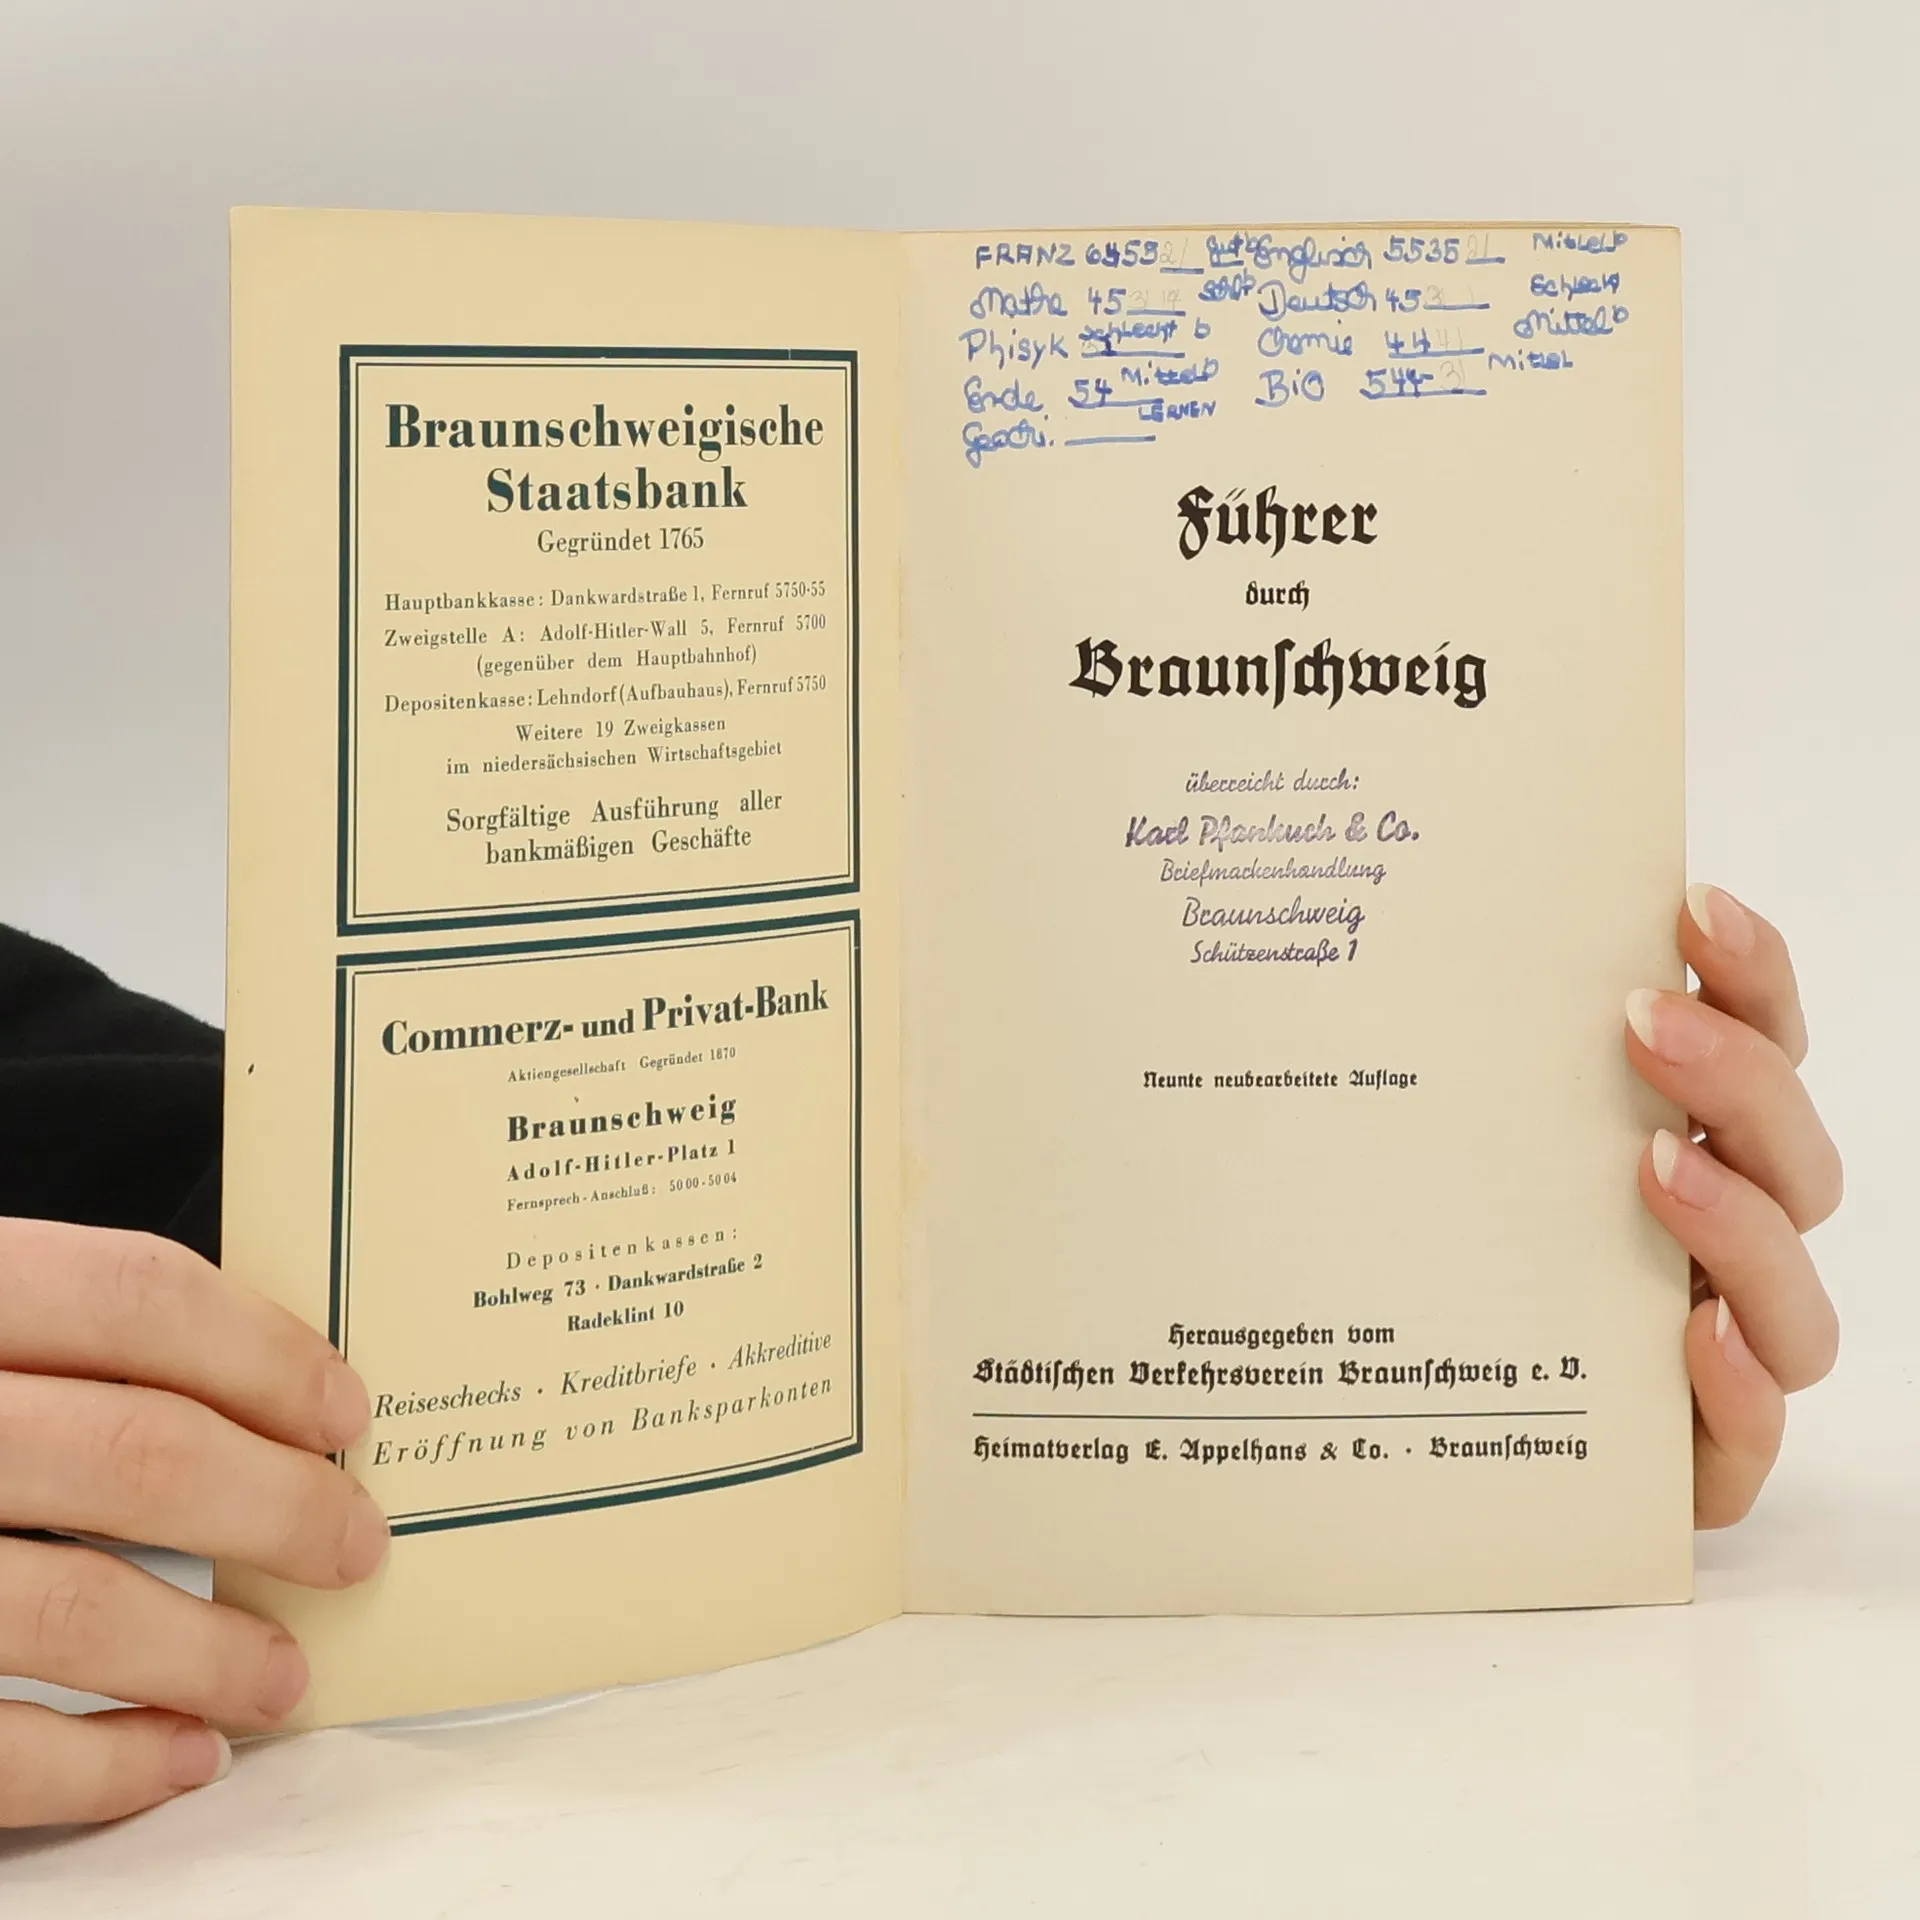 Braunschweigische
Staatsbank
Gegründet 1765
Hauptbankkasse: Dankwardstraße 1, Fernruf 5750-55
Zweigstelle A: Adolf-Hitler-Wall 5, Fernruf 5700
(gegenüber dem Hauptbahnhof)
Depositenkasse: Lehndorf (Aufbauhaus), Fernruf 5750
Weitere 19 Zweigkassen
im niedersächsischen Wirtschaftsgebiet
Sorgfältige Ausführung aller
bankmäßigen Geschäfte
Commerz- und Privat-Bank
Aktiengesellschaft Gegründet 1870
Braunschweig
Adolf-Hitler-Platz 1
Fernsprech-Anschluß: 5000-5004
Depositenkassen:
Bohlweg 73 · Dankwardstraße 2
Radeklint 10
Reiseschecks · Kreditbriefe · Akkreditive
Eröffnung von Banksparkonten
FRANZ Englisch 5535
Mathe 45 Deutsch 45 Schlecht
Phisyk Schlecht b 44 Mittel b
54 Mittel b BiO 544 Mittel
LERNEN
Führer
durch
Braunſchweig
überreicht durch:
Karl Pfankuch & Co.
Briefmarkenhandlung
Braunschweig
Schützenstraße 1
Neunte neubearbeitete Auflage
Herausgegeben vom
Städtiſchen Verkehrsverein Braunſchweig e. V.
Heimatverlag E. Appelhans & Co. · Braunſchweig